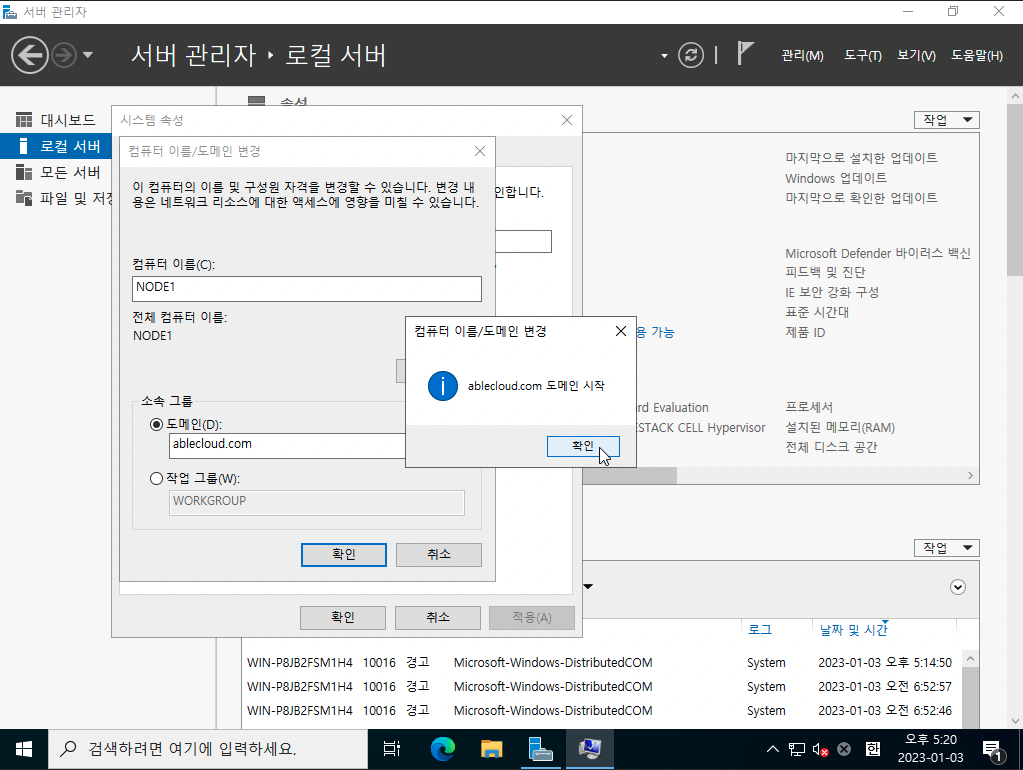 서버 관리자
서버 관리자 ‣ 로컬 서버
관리(M)
도구(T)
보기(V)
도움말(H)
대시보드
로컬 서버
모든 서버
파일 및 저장
속성
작업
시스템 속성
컴퓨터 이름/도메인 변경
이 컴퓨터의 이름 및 구성원 자격을 변경할 수 있습니다. 변경 내
용은 네트워크 리소스에 대한 액세스에 영향을 미칠 수 있습니다.
인합니다.
컴퓨터 이름(C):
NODE1
전체 컴퓨터 이름:
NODE1
소속 그룹
도메인(D):
ablecloud.com
작업 그룹(W):
WORKGROUP
확인
취소
확인
취소
적용(A)
컴퓨터 이름/도메인 변경
ablecloud.com 도메인 시작
확인
용 가능
rd Evaluation
ESTACK CELL Hypervisor
마지막으로 설치한 업데이트
Windows 업데이트
마지막으로 확인한 업데이트
Microsoft Defender 바이러스 백신
피드백 및 진단
IE 보안 강화 구성
표준 시간대
제품 ID
프로세서
설치된 메모리(RAM)
전체 디스크 공간
작업
로그
날짜 및 시간
WIN-P8JB2FSM1H4 10016 경고 Microsoft-Windows-DistributedCOM System 2023-01-03 오후 5:14:50
WIN-P8JB2FSM1H4 10016 경고 Microsoft-Windows-DistributedCOM System 2023-01-03 오전 6:52:57
WIN-P8JB2FSM1H4 10016 경고 Microsoft-Windows-DistributedCOM System 2023-01-03 오전 6:52:46
검색하려면 여기에 입력하세요.
한
오후 5:20
2023-01-03
1